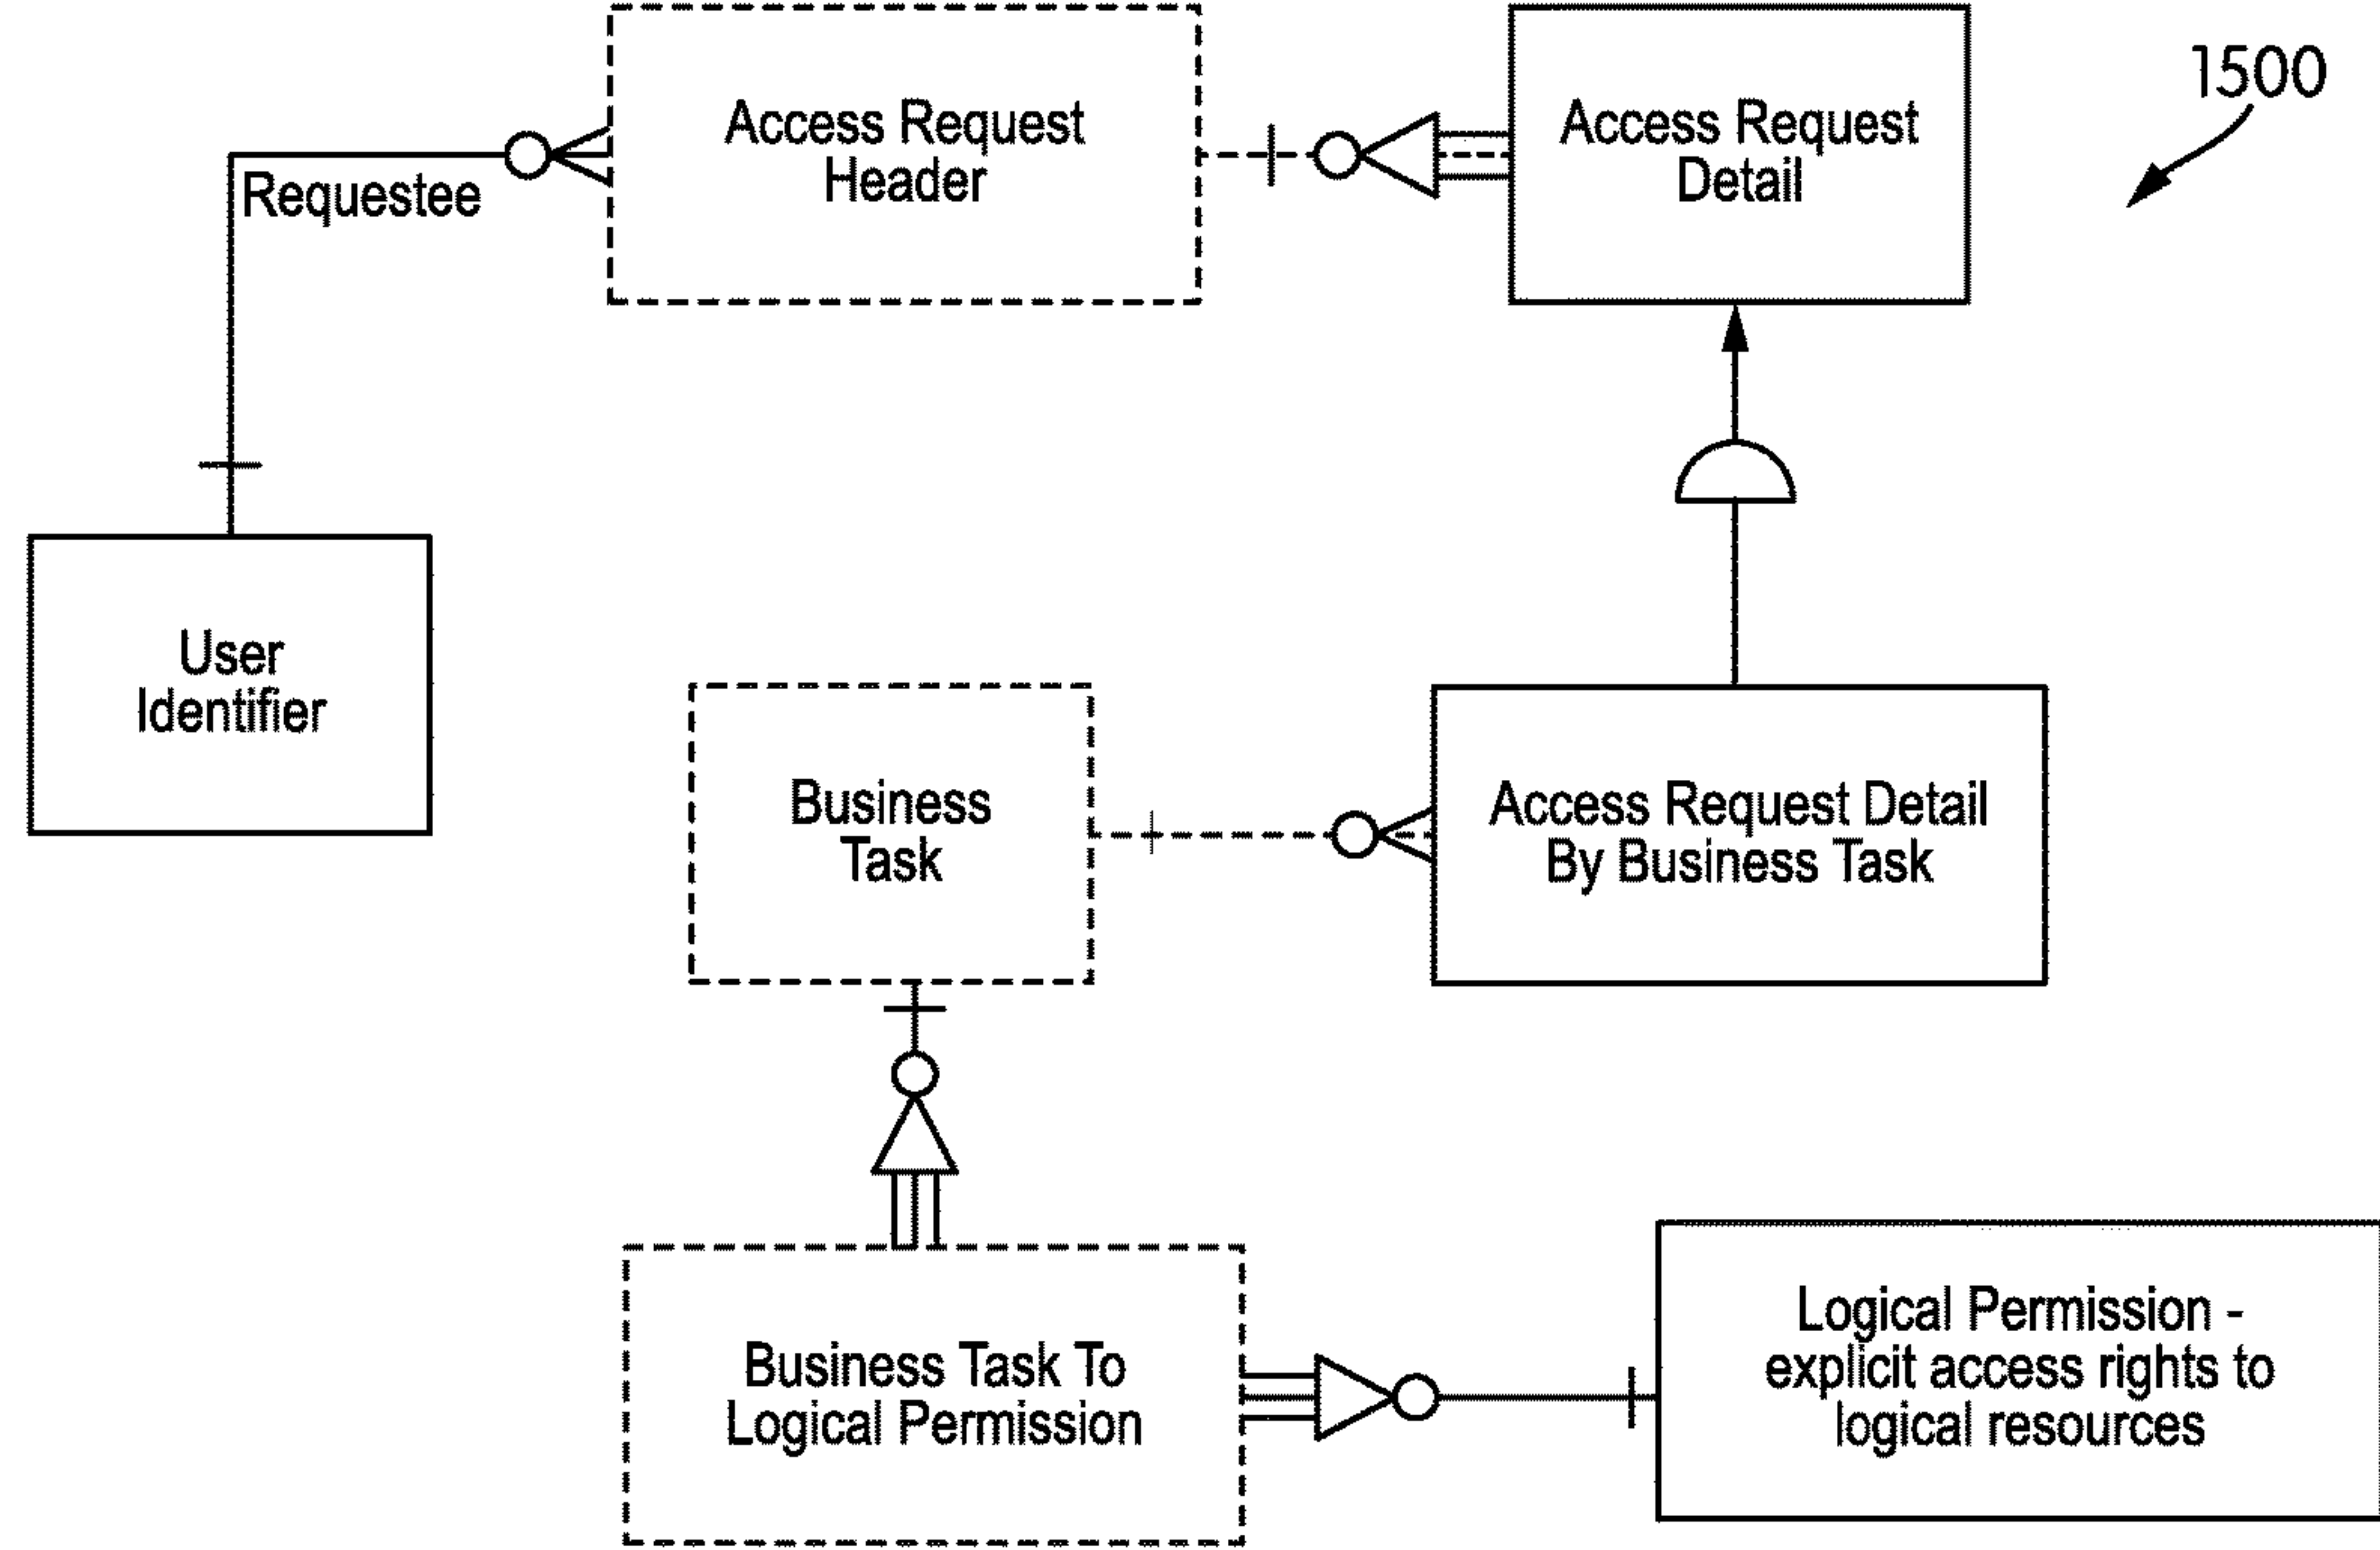 Access Request
Header
Access Request
Detail
1500
Requestee
User
Identifier
Business
Task
Access Request Detail
By Business Task
Business Task To
Logical Permission
Logical Permission -
explicit access rights to
logical resources